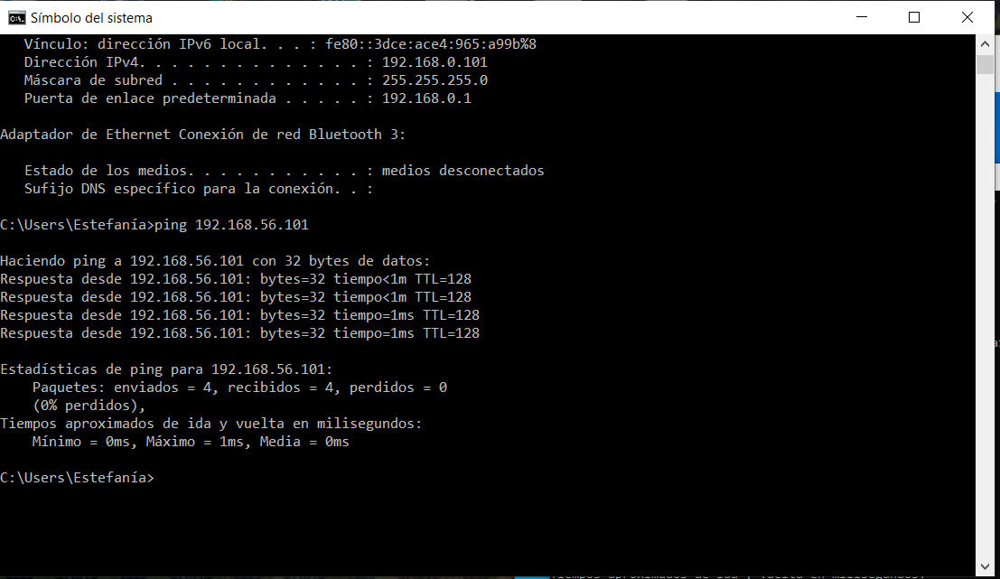 Símbolo del sistema
Vínculo: dirección IPv6 local. . . : fe80::3dce:ace4:965:a99b%8
Dirección IPv4. . . . . . . . . . . . . . : 192.168.0.101
Máscara de subred . . . . . . . . . . . . : 255.255.255.0
Puerta de enlace predeterminada . . . . . : 192.168.0.1
Adaptador de Ethernet Conexión de red Bluetooth 3:
Estado de los medios. . . . . . . . . . . : medios desconectados
Sufijo DNS específico para la conexión. . :
C:\Users\Estefanía>ping 192.168.56.101
Haciendo ping a 192.168.56.101 con 32 bytes de datos:
Respuesta desde 192.168.56.101: bytes=32 tiempo<1m TTL=128
Respuesta desde 192.168.56.101: bytes=32 tiempo<1m TTL=128
Respuesta desde 192.168.56.101: bytes=32 tiempo=1ms TTL=128
Respuesta desde 192.168.56.101: bytes=32 tiempo=1ms TTL=128
Estadísticas de ping para 192.168.56.101:
Paquetes: enviados = 4, recibidos = 4, perdidos = 0
(0% perdidos),
Tiempos aproximados de ida y vuelta en milisegundos:
Mínimo = 0ms, Máximo = 1ms, Media = 0ms
C:\Users\Estefanía>